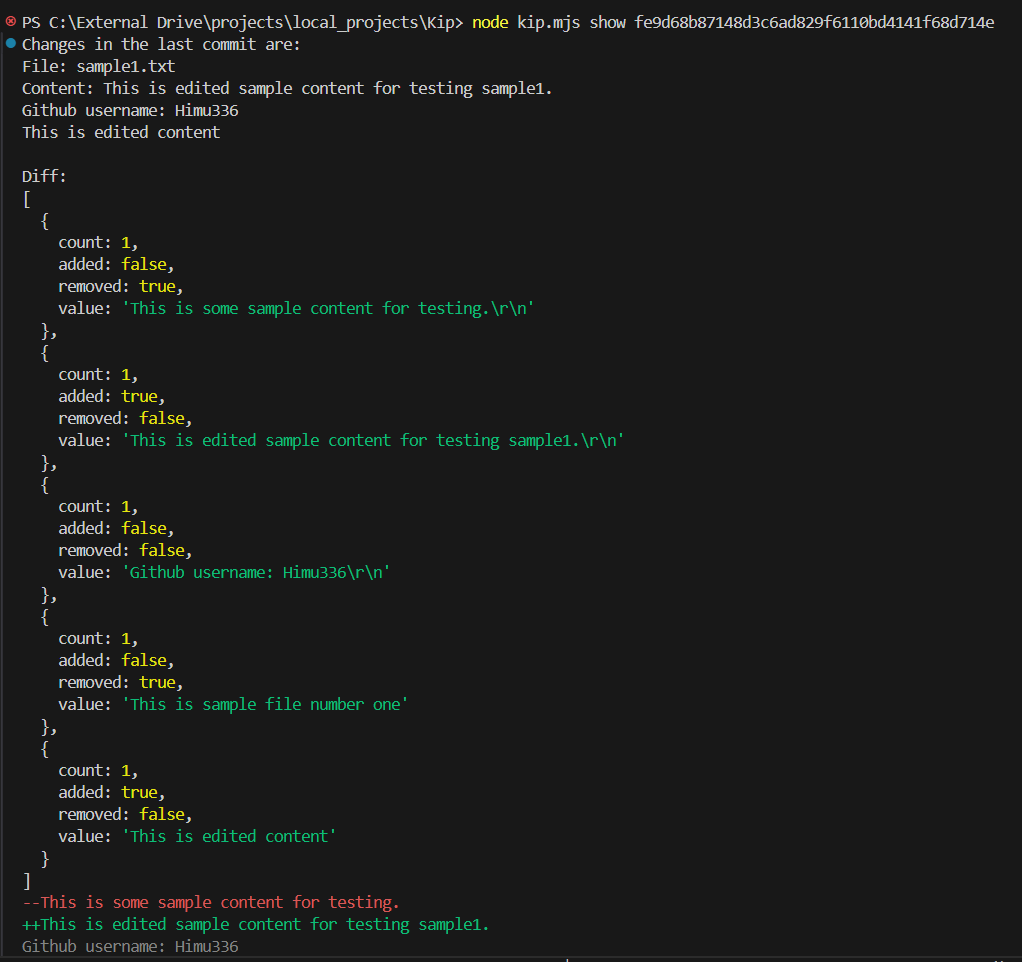 PS C:\External Drive\projects\local_projects\Kip> node kip.mjs show fe9d68b87148d3c6ad829f6110bd4141f68d714e
Changes in the last commit are:
File: sample1.txt
Content: This is edited sample content for testing sample1.
Github username: Himu336
This is edited content

Diff:
[
  {
    count: 1,
    added: false,
    removed: true,
    value: 'This is some sample content for testing.\r\n'
  },
  {
    count: 1,
    added: true,
    removed: false,
    value: 'This is edited sample content for testing sample1.\r\n'
  },
  {
    count: 1,
    added: false,
    removed: false,
    value: 'Github username: Himu336\r\n'
  },
  {
    count: 1,
    added: false,
    removed: true,
    value: 'This is sample file number one'
  },
  {
    count: 1,
    added: true,
    removed: false,
    value: 'This is edited content'
  }
]
--This is some sample content for testing.
++This is edited sample content for testing sample1.
Github username: Himu336